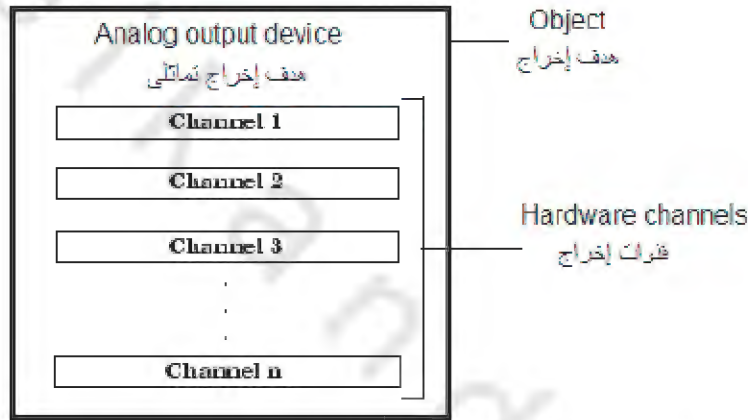 Analog output device
هدف إخراج تماثلى
Channel 1
Channel 2
Channel 3
.
.
.
Channel n
Object
هدف إخراج
Hardware channels
قنوات إخراج